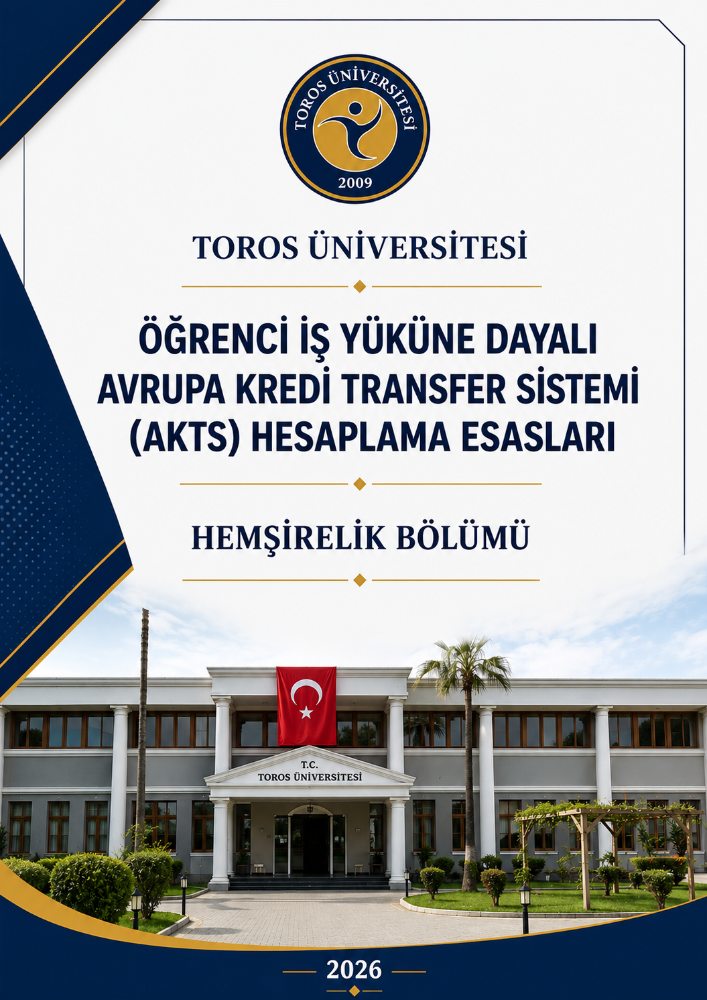 TOROS ÜNİVERSİTESİ
2009
TOROS ÜNİVERSİTESİ
ÖĞRENCİ İŞ YÜKÜNE DAYALI
AVRUPA KREDİ TRANSFER SİSTEMİ
(AKTS) HESAPLAMA ESASLARI
HEMŞİRELİK BÖLÜMÜ
T.C.
TOROS ÜNİVERSİTESİ
2026